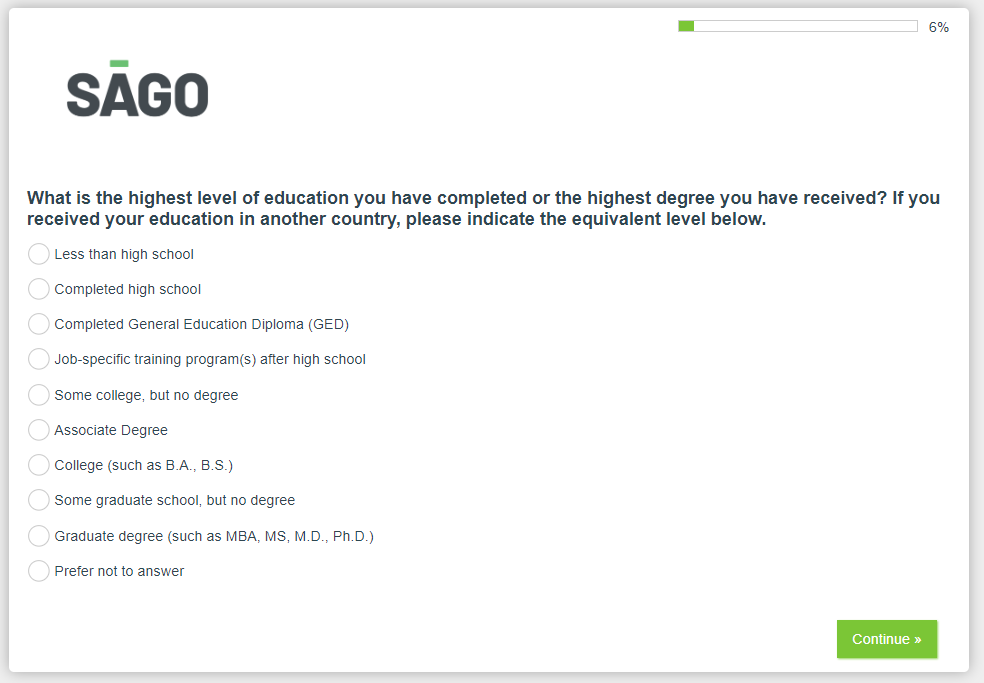 6%
SĀGO
What is the highest level of education you have completed or the highest degree you have received? If you
received your education in another country, please indicate the equivalent level below.
Less than high school
Completed high school
Completed General Education Diploma (GED)
Job-specific training program(s) after high school
Some college, but no degree
Associate Degree
College (such as B.A., B.S.)
Some graduate school, but no degree
Graduate degree (such as MBA, MS, M.D., Ph.D.)
Prefer not to answer
Continue »